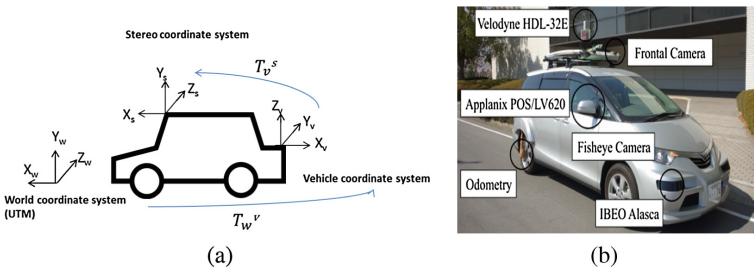 Stereo coordinate system
T_v^s
Y_s
Z_s
X_s
Z_v
Y_v
X_v
Y_w
X_w
Z_w
World coordinate system
(UTM)
Vehicle coordinate system
T_w^v
(a)
Velodyne HDL-32E
Frontal Camera
Applanix POS/LV620
Fisheye Camera
Odometry
IBEO Alasca
(b)